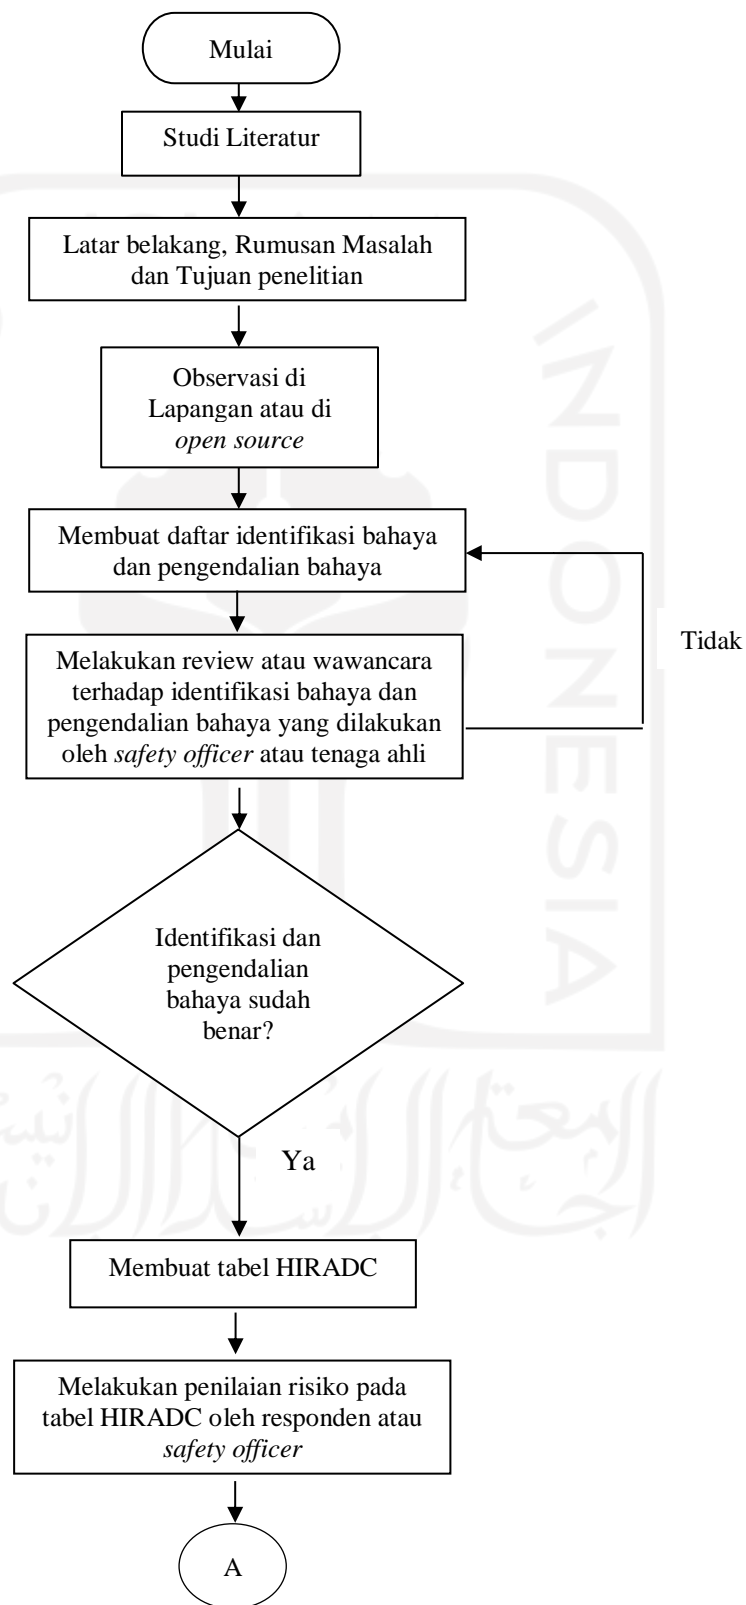 Mulai
Studi Literatur
Latar belakang, Rumusan Masalah
dan Tujuan penelitian
Observasi di
Lapangan atau di
open source
Membuat daftar identifikasi bahaya
dan pengendalian bahaya
Tidak
Melakukan review atau wawancara
terhadap identifikasi bahaya dan
pengendalian bahaya yang dilakukan
oleh safety officer atau tenaga ahli
Identifikasi dan
pengendalian
bahaya sudah
benar?
Ya
Membuat tabel HIRADC
Melakukan penilaian risiko pada
tabel HIRADC oleh responden atau
safety officer
A
INDONESIA